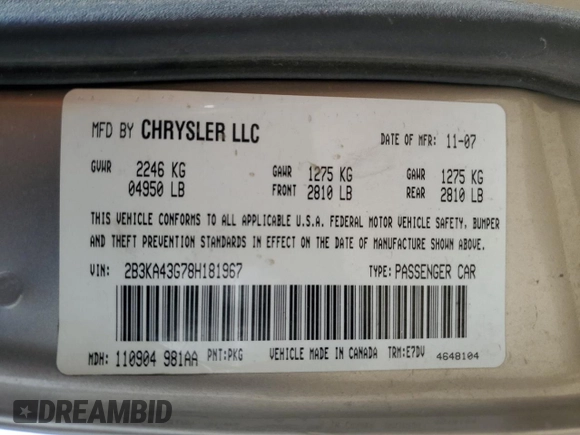 MFD BY CHRYSLER LLC DATE OF MFR: 11-07
GVWR 2246 KG GAWR 1275 KG GAWR 1275 KG
04950 LB FRONT 2810 LB REAR 2810 LB
THIS VEHICLE CONFORMS TO ALL APPLICABLE U.S.A. FEDERAL MOTOR VEHICLE SAFETY, BUMPER
AND THEFT PREVENTION STANDARDS IN EFFECT ON THE DATE OF MANUFACTURE SHOWN ABOVE.
VIN: 2B3KA43G78H181967 TYPE: PASSENGER CAR
MDH: 110904 981AA PNT:PKG VEHICLE MADE IN CANADA TRM:E7DV 4648104
DREAMBID